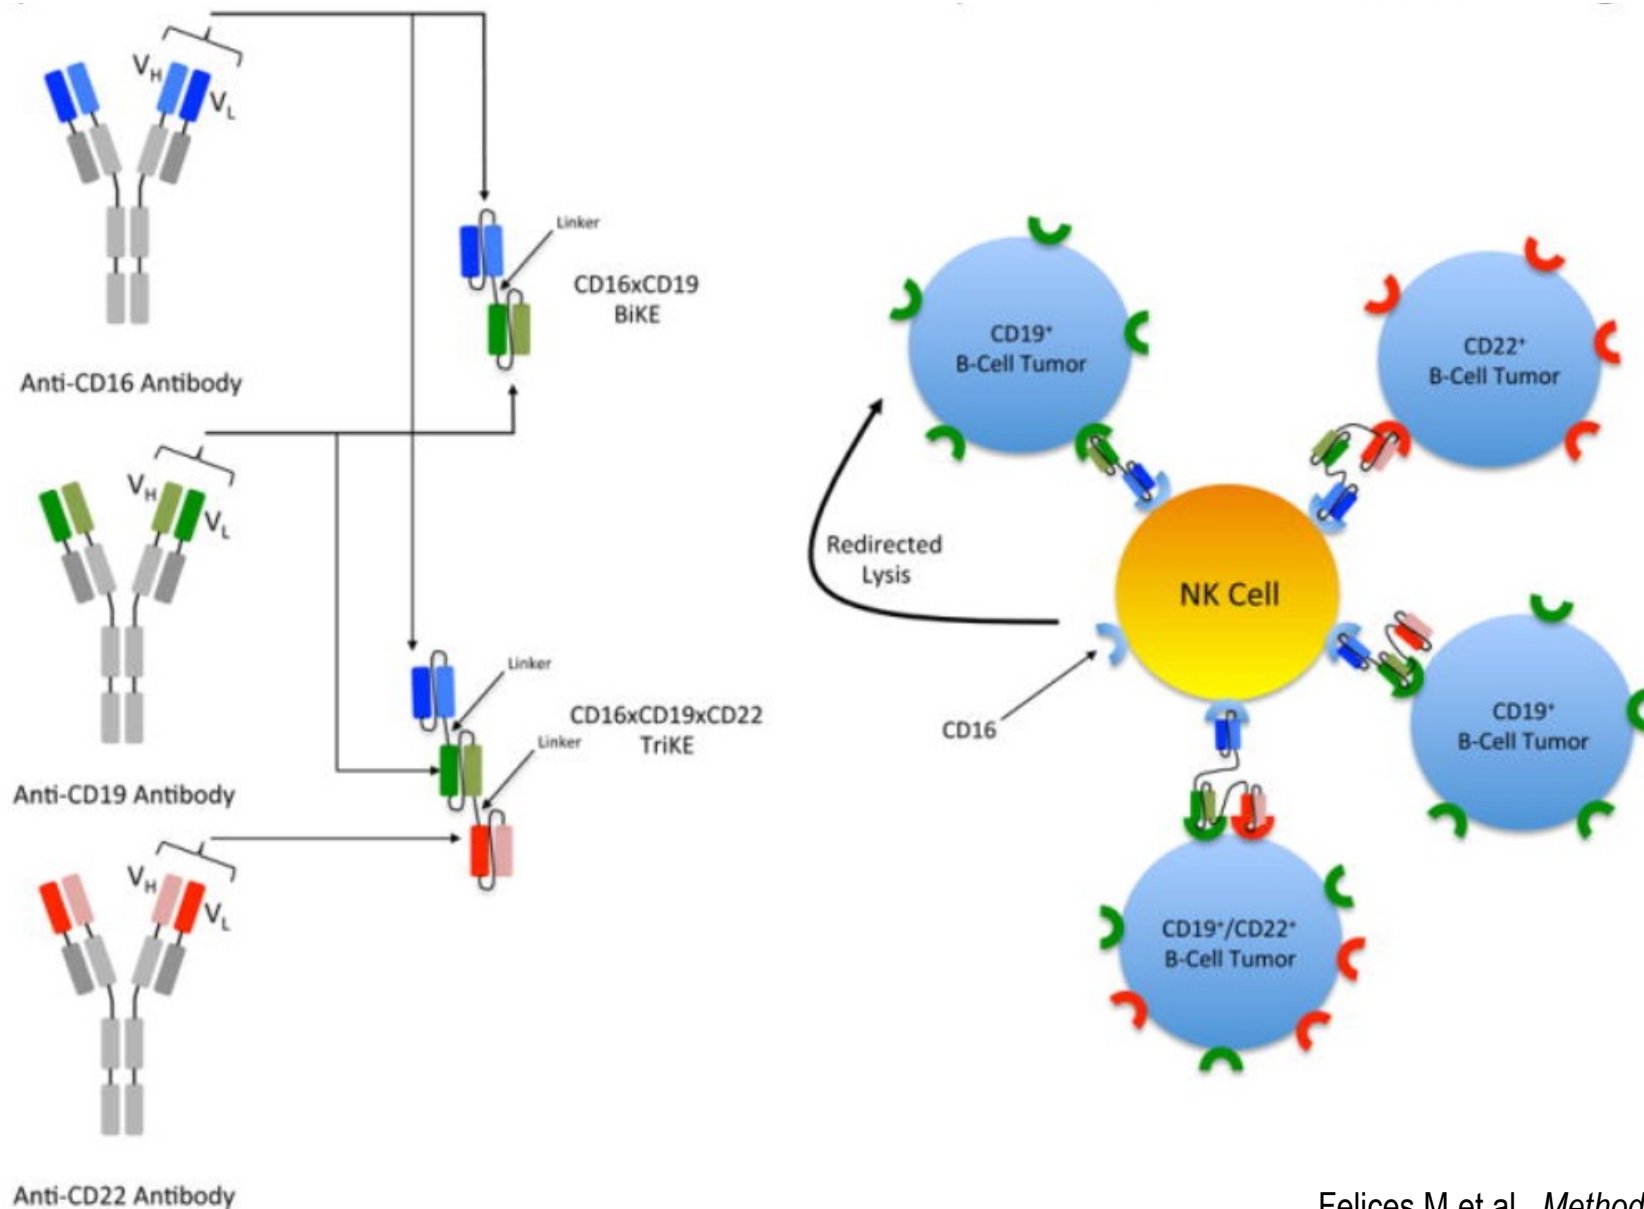 VH
VL
Anti-CD16 Antibody
Linker
CD16xCD19
BiKE
VH
VL
Anti-CD19 Antibody
Linker
CD16xCD19xCD22
TriKE
Linker
VH
VL
Anti-CD22 Antibody
CD19+
B-Cell Tumor
CD22+
B-Cell Tumor
Redirected
Lysis
NK Cell
CD16
CD19+
B-Cell Tumor
CD19+/CD22+
B-Cell Tumor
Felices M et al., Method